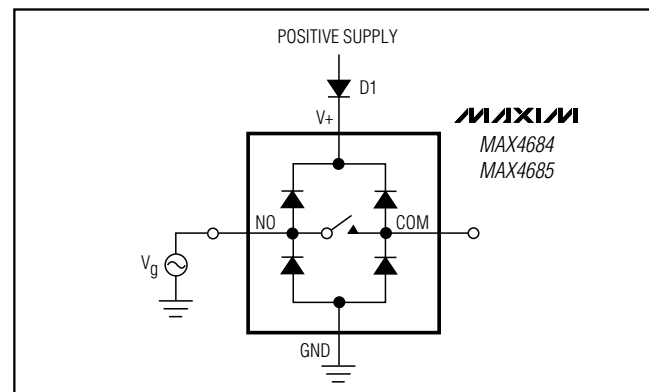 POSITIVE SUPPLY
D1
V+
MAXIM
MAX4684
MAX4685
NO
COM
Vg
GND